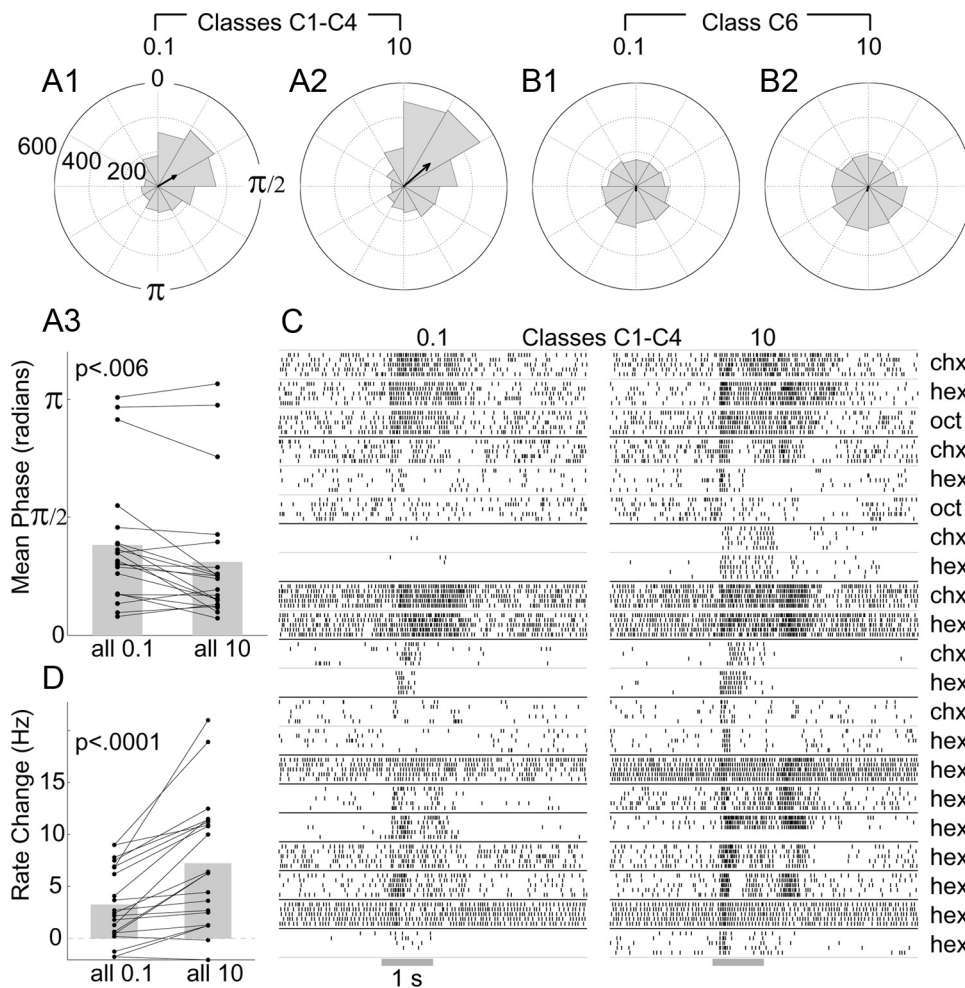 Classes C1-C4 Class C6
0.1 10 0.1 10
A1 A2 B1 B2
0
600 400 200
π/2
π
A3 C 0.1 Classes C1-C4 10
p<.006
Mean Phase (radians)
π
π/2
0
all 0.1 all 10
chx
hex
oct
chx
hex
oct
chx
hex
chx
hex
chx
hex
chx
hex
hex
hex
hex
hex
hex
hex
hex
D
p<.0001
Rate Change (Hz)
15
10
5
0
all 0.1 all 10
1 s